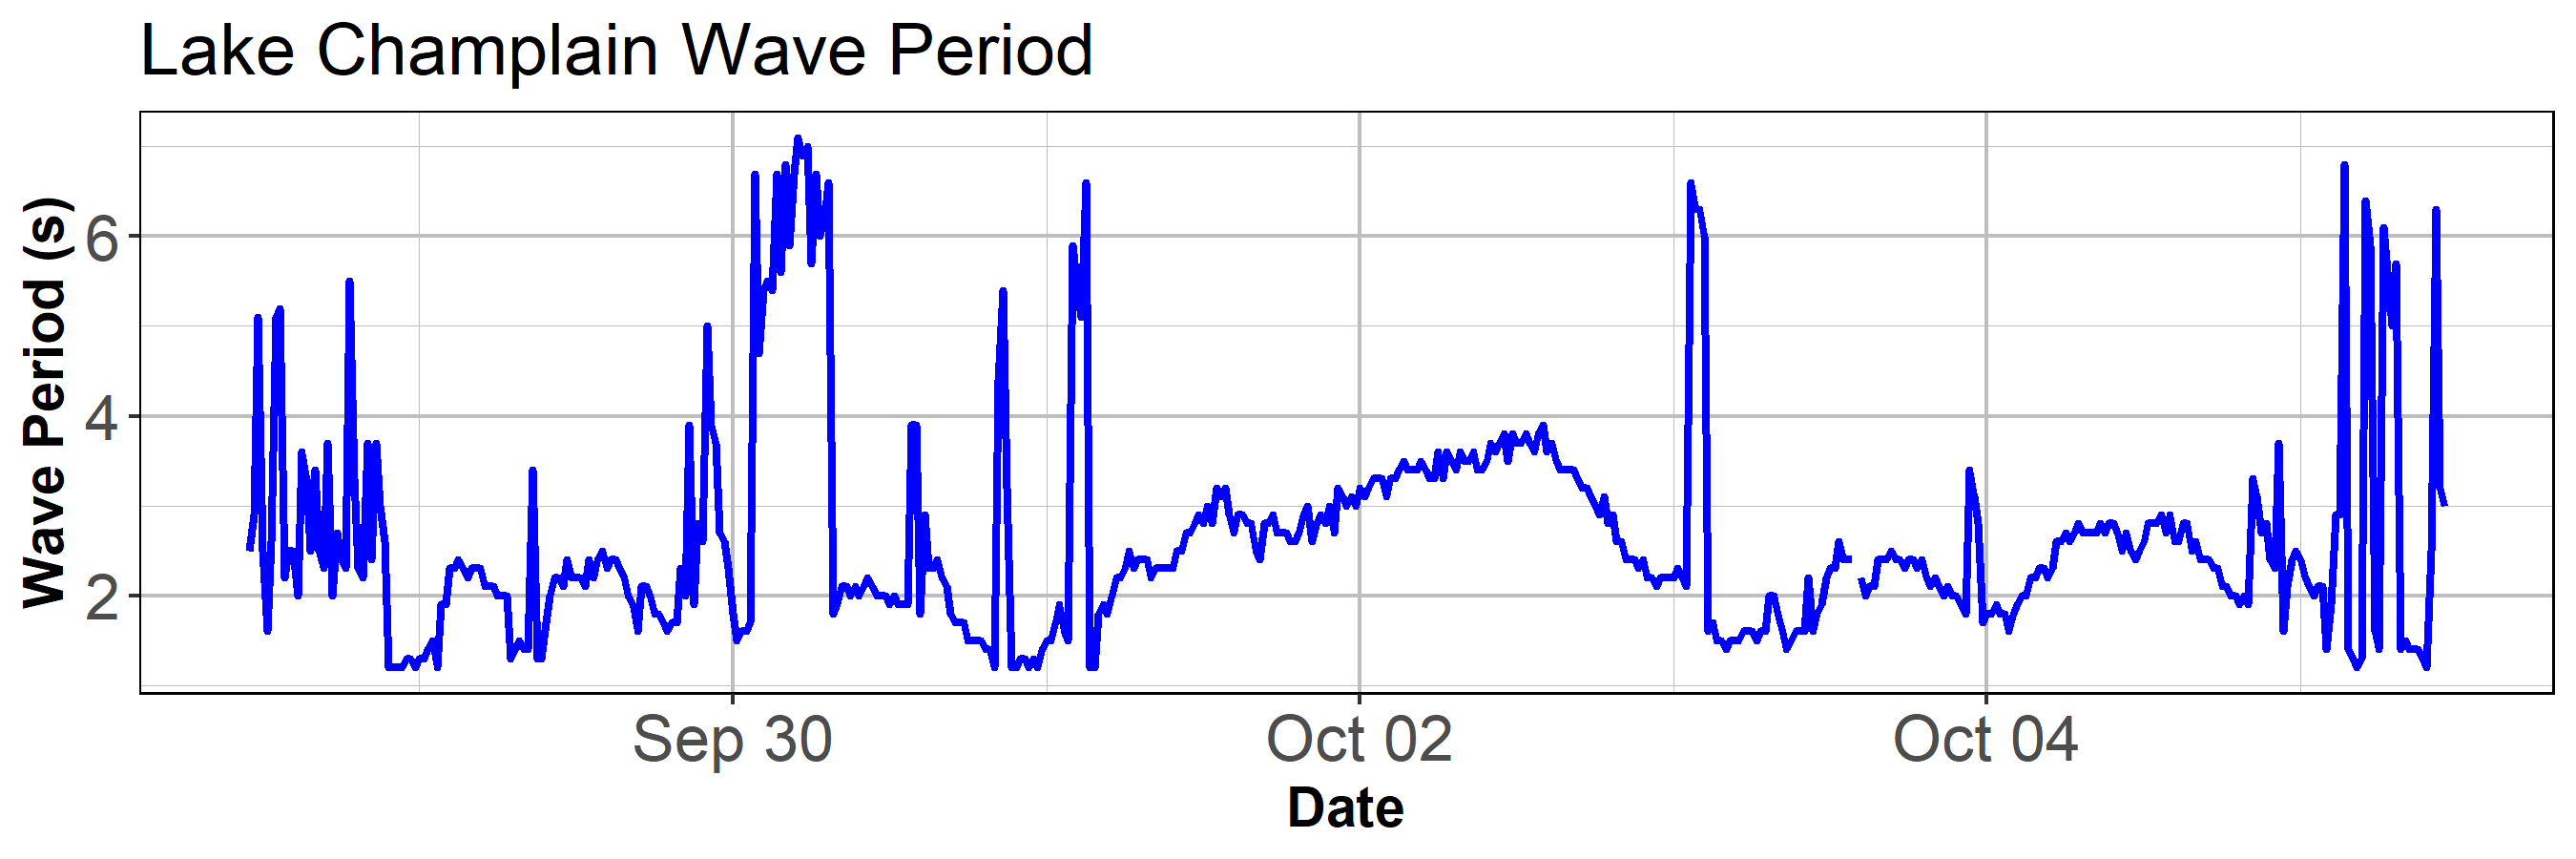 Lake Champlain Wave Period
Wave Period (s)
6
4
2
Sep 30
Oct 02
Oct 04
Date